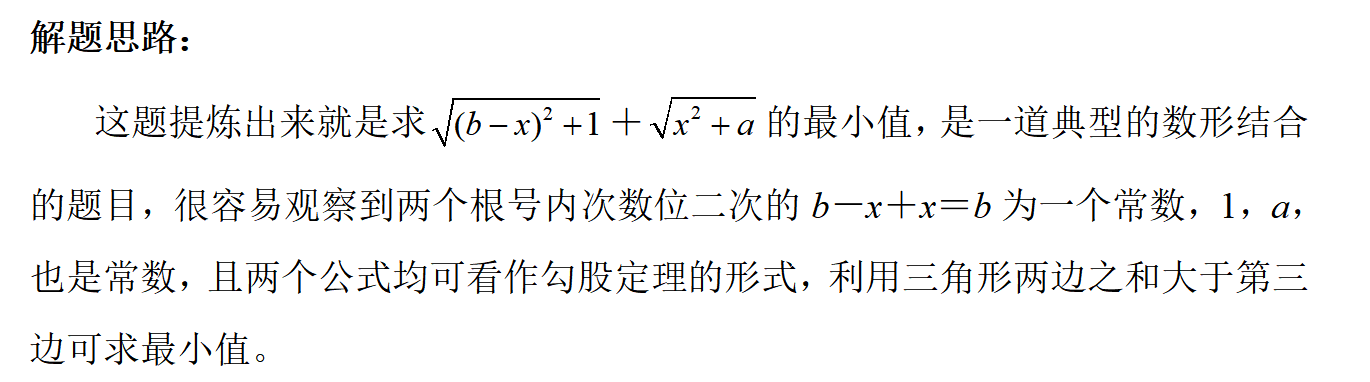 解题思路：
这题提炼出来就是求 $\sqrt{(b-x)^2+1}+\sqrt{x^2+a}$ 的最小值，是一道典型的数形结合
的题目，很容易观察到两个根号内次数位二次的 b－x＋x＝b 为一个常数，1，a，
也是常数，且两个公式均可看作勾股定理的形式，利用三角形两边之和大于第三
边可求最小值。